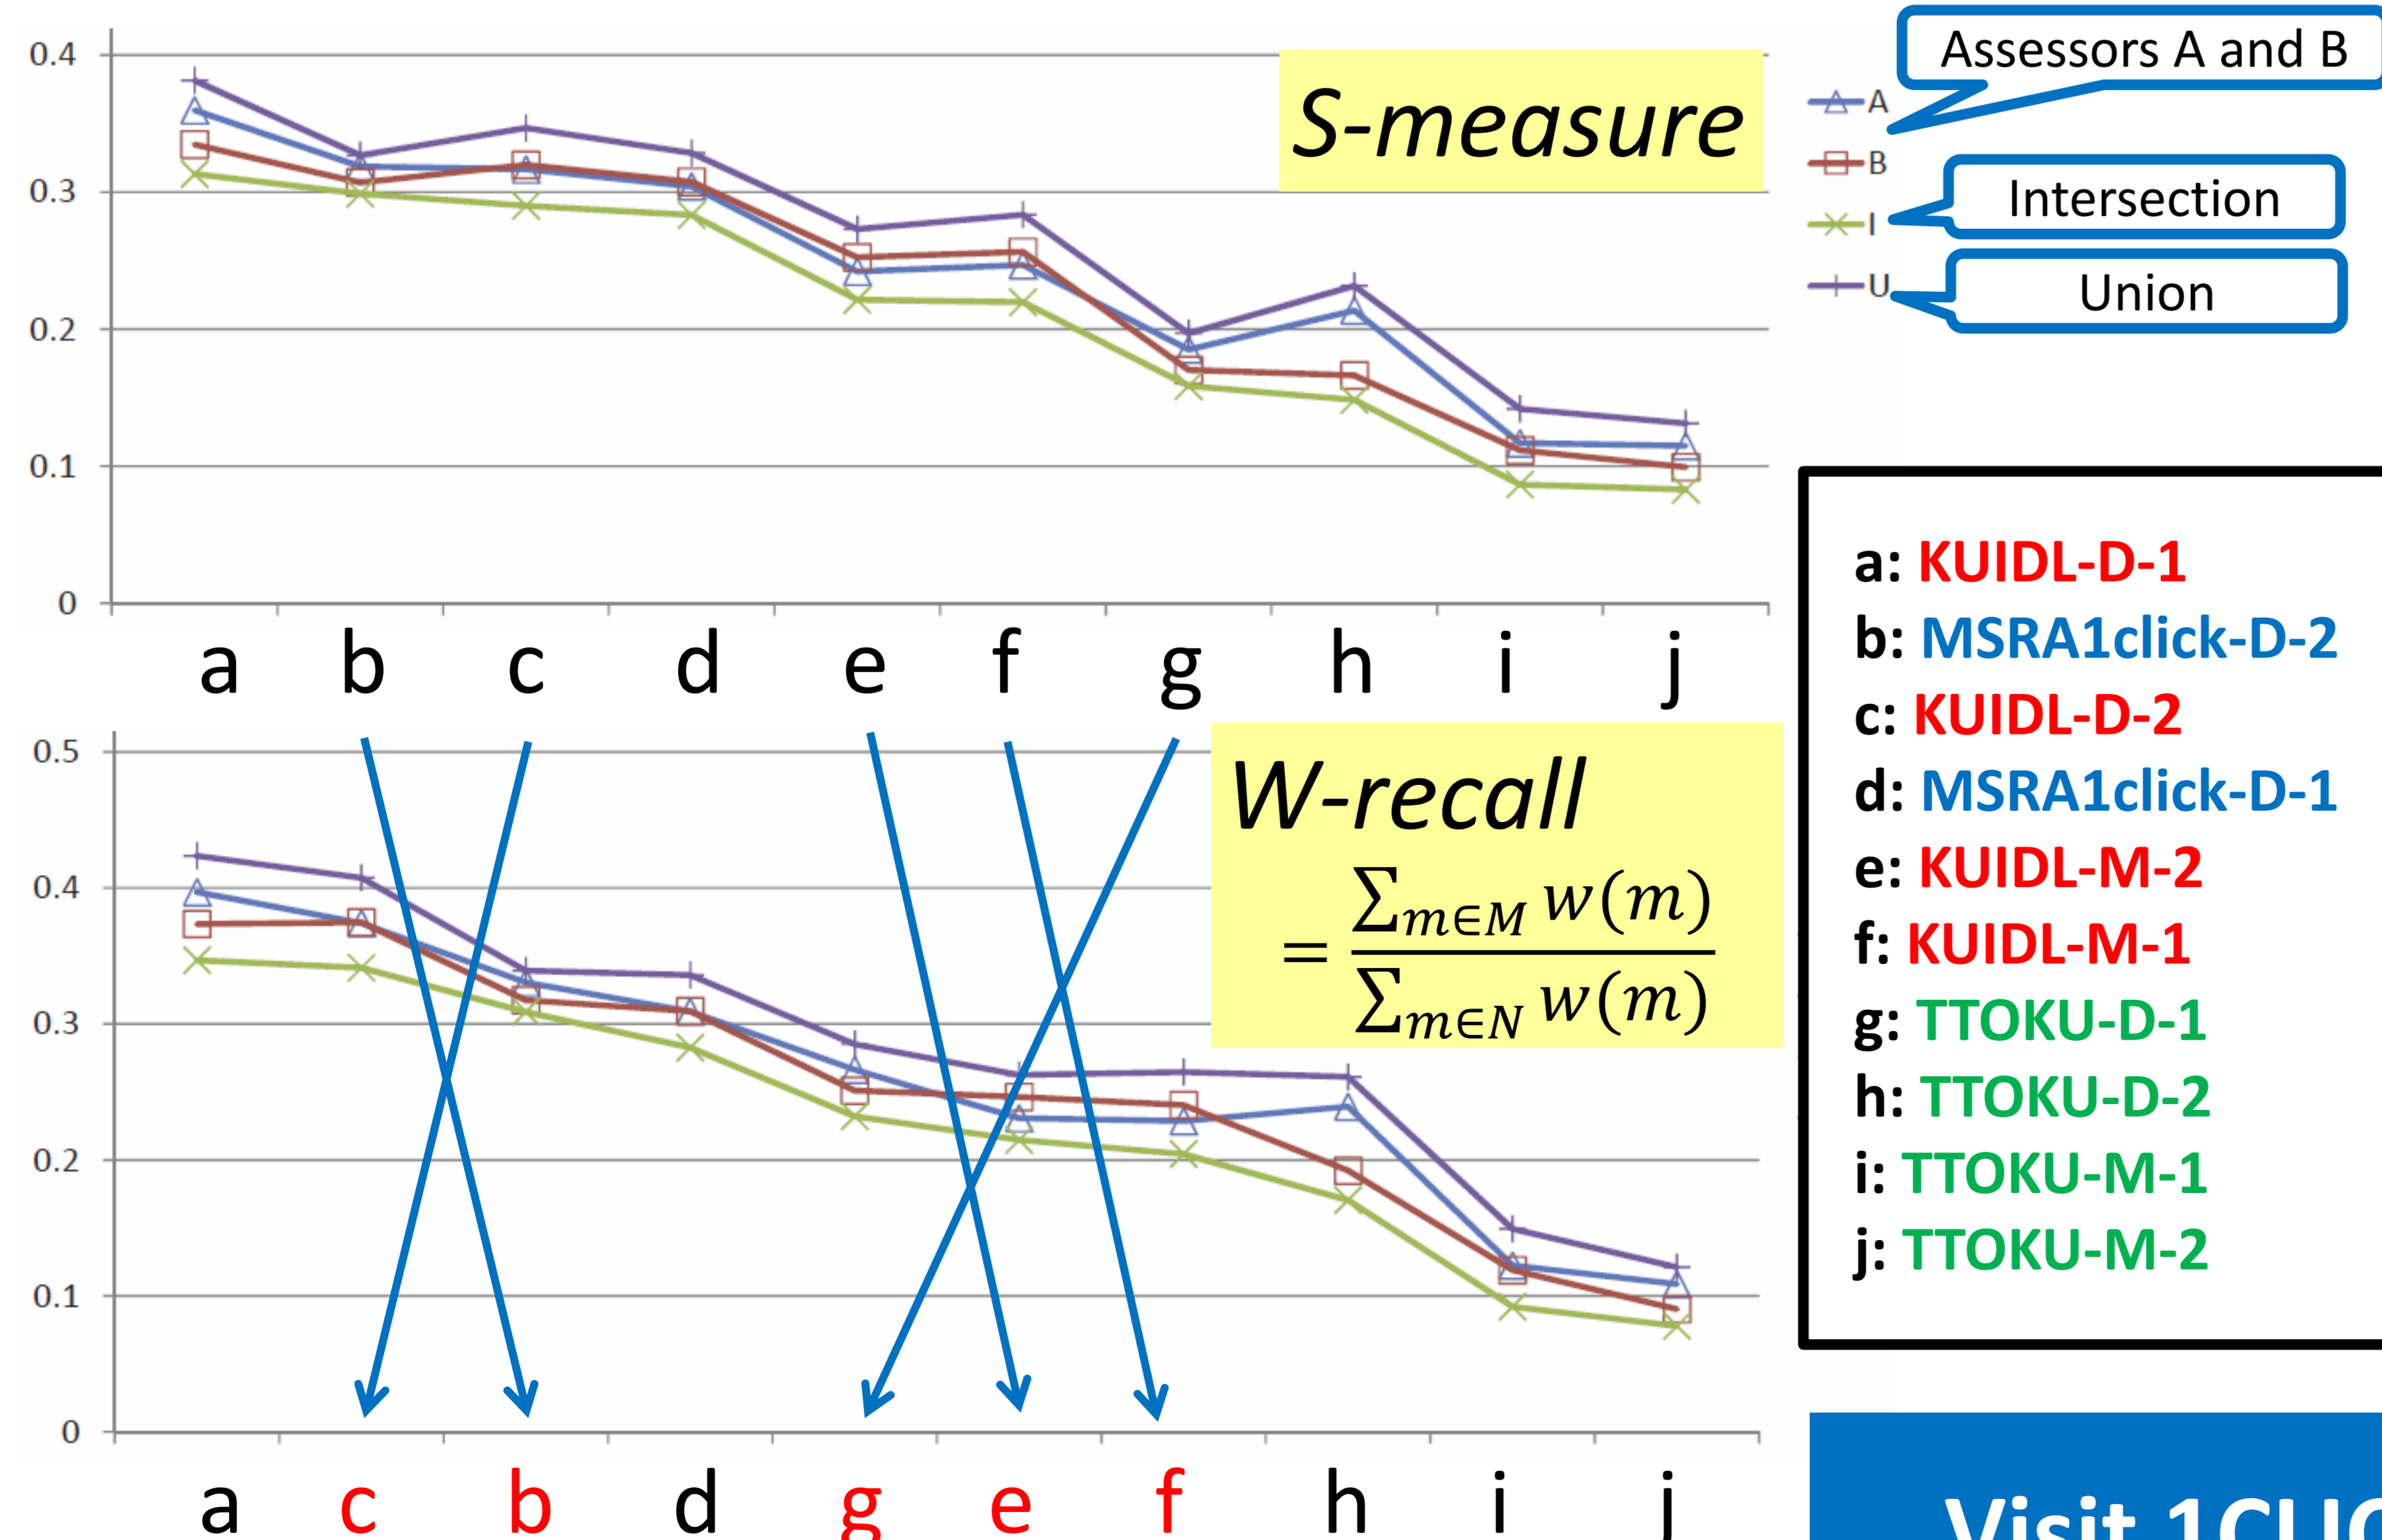 0.4
0.3
0.2
0.1
0
S-measure
Assessors A and B
A
B
Intersection
I
Union
U
a b c d e f g h i j
0.5
0.4
0.3
0.2
0.1
0
W-recall
= ∑m∈M w(m) / ∑m∈N w(m)
a c b d g e f h i j
a: KUIDL-D-1
b: MSRA1click-D-2
c: KUIDL-D-2
d: MSRA1click-D-1
e: KUIDL-M-2
f: KUIDL-M-1
g: TTOKU-D-1
h: TTOKU-D-2
i: TTOKU-M-1
j: TTOKU-M-2
Visit